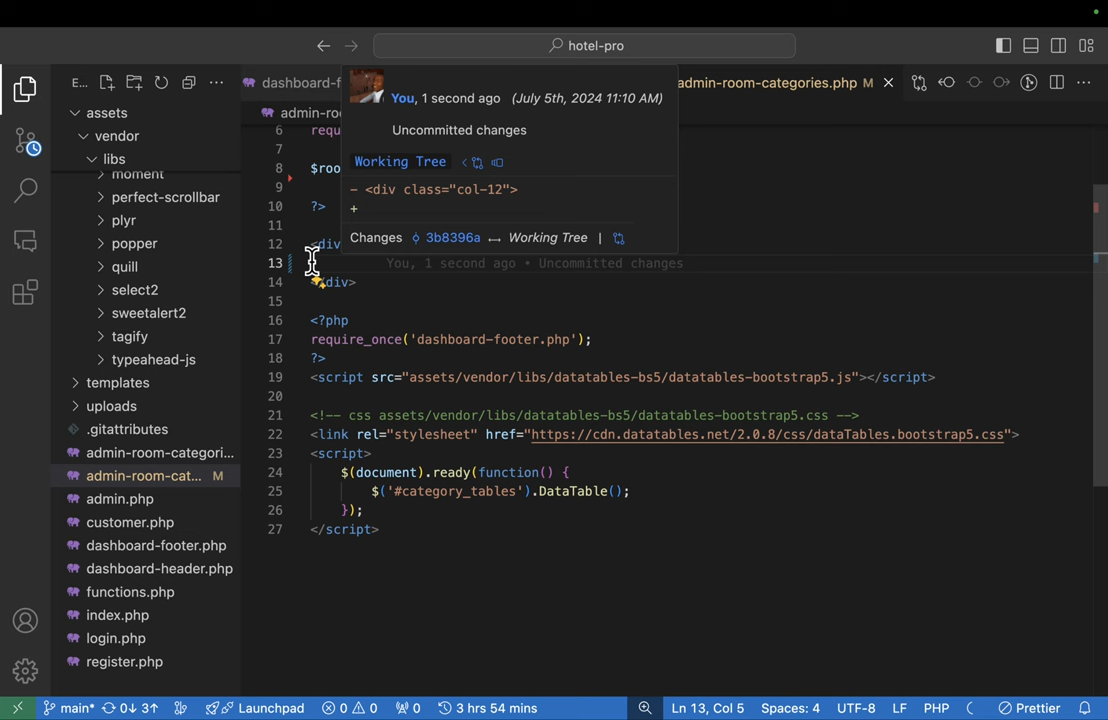 hotel-pro
E...
dashboard-f
admin-room-categories.php M
assets
vendor
libs
moment
perfect-scrollbar
plyr
popper
quill
select2
sweetalert2
tagify
typeahead-js
templates
uploads
.gitattributes
admin-room-categori...
admin-room-cat... M
admin.php
customer.php
dashboard-footer.php
dashboard-header.php
functions.php
index.php
login.php
register.php
admin-roo
You, 1 second ago (July 5th, 2024 11:10 AM)
Uncommitted changes
Working Tree
- <div class="col-12">
+
Changes 3b8396a Working Tree |
6 requ
7
8 $roo
9
10 ?>
11
12 <div
13 You, 1 second ago • Uncommitted changes
14 </div>
15
16 <?php
17 require_once('dashboard-footer.php');
18 ?>
19 <script src="assets/vendor/libs/datatables-bs5/datatables-bootstrap5.js"></script>
20
21 <!-- css assets/vendor/libs/datatables-bs5/datatables-bootstrap5.css -->
22 <link rel="stylesheet" href="https://cdn.datatables.net/2.0.8/css/dataTables.bootstrap5.css">
23 <script>
24 $(document).ready(function() {
25 $('#category_tables').DataTable();
26 });
27 </script>
main* 0↓ 3↑ Launchpad 0 0 0 3 hrs 54 mins Ln 13, Col 5 Spaces: 4 UTF-8 LF PHP Prettier